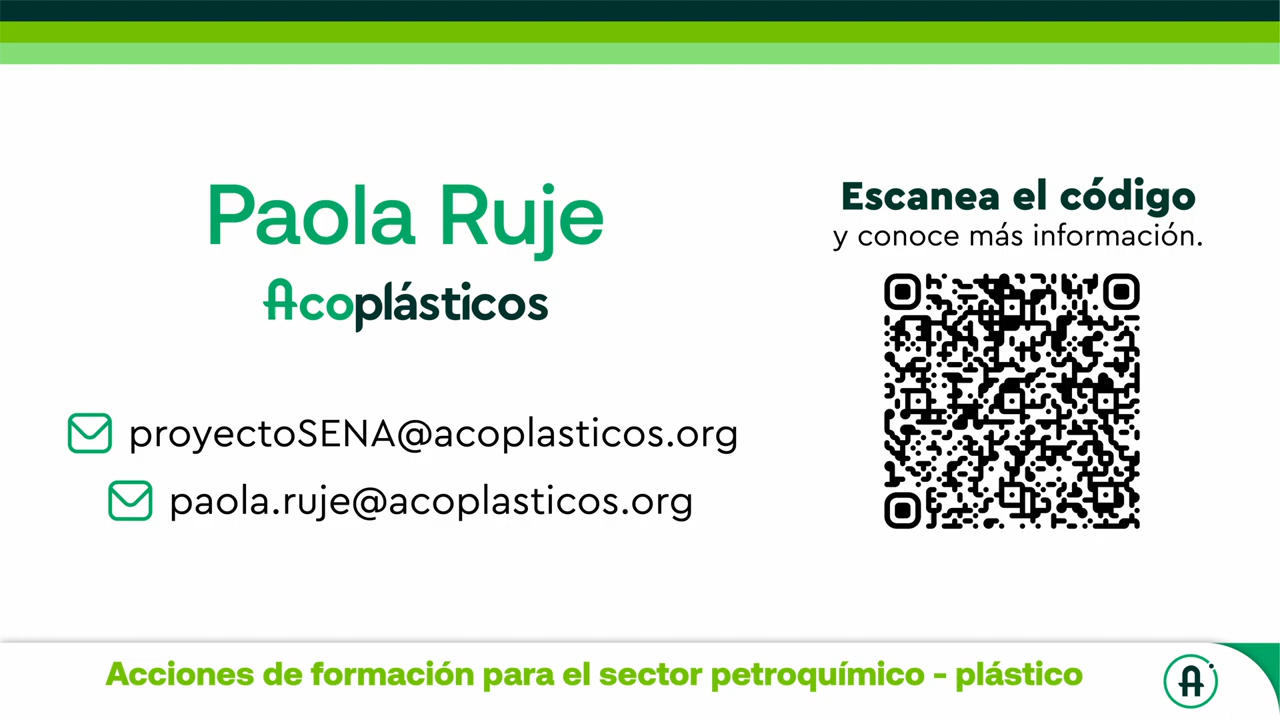 Paola Ruje
Acoplásticos
proyectoSENA@acoplasticos.org
paola.ruje@acoplasticos.org
Escanea el código
y conoce más información.
Acciones de formación para el sector petroquímico - plástico